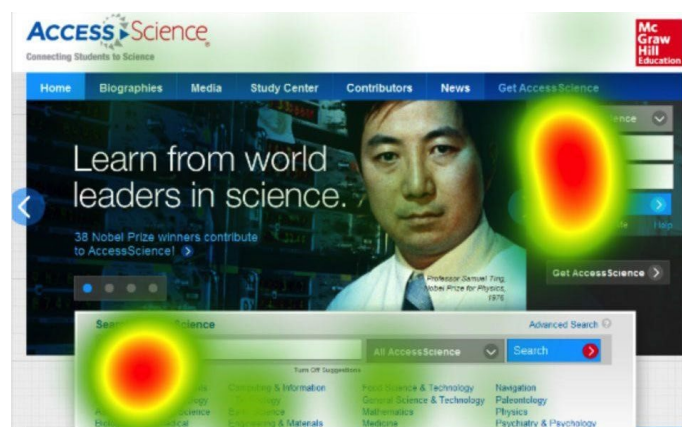 ACCESS Science
Connecting Students to Science
Mc
Graw
Hill
Education
Home Biographies Media Study Center Contributors News Get AccessScience
Learn from world
leaders in science.
38 Nobel Prize winners contribute
to AccessScience!
Help
Professor Samuel Ting,
Nobel Prize for Physics,
1976
Get AccessScience
Advanced Search
All AccessScience Search
Turn Off Suggestions
Computing & Information Food Science & Technology Navigation
General Science & Technology Paleontology
Mathematics Physics
Engineering & Materials Medicine Psychiatry & Psychology